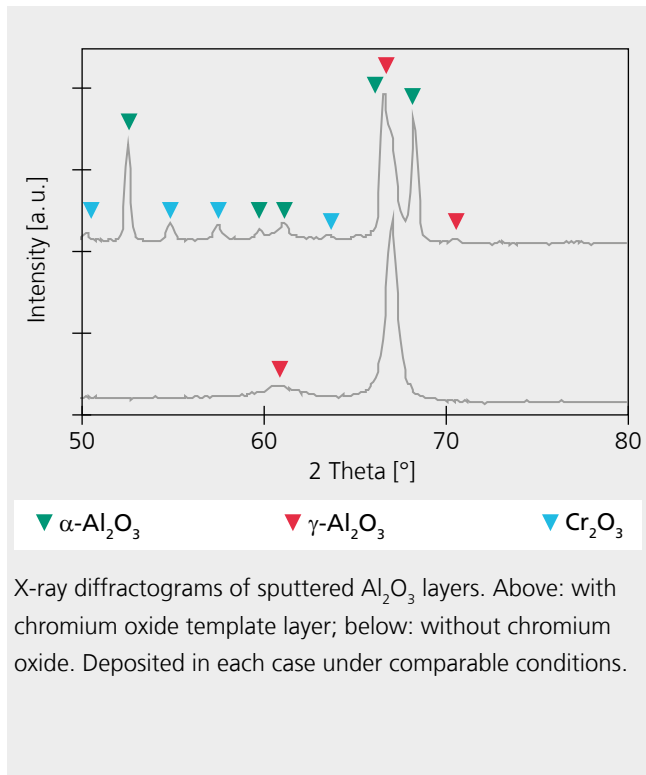 Intensity [a. u.]
50
60
70
80
2 Theta [°]
α-Al₂O₃
γ-Al₂O₃
Cr₂O₃
X-ray diffractograms of sputtered Al₂O₃ layers. Above: with
chromium oxide template layer; below: without chromium
oxide. Deposited in each case under comparable conditions.